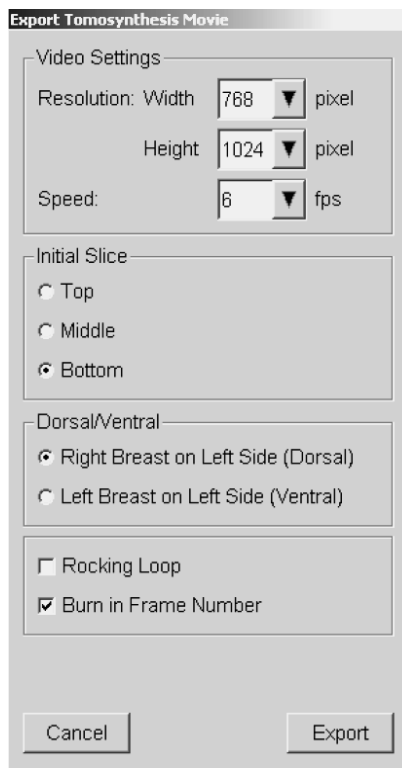 Export Tomosynthesis Movie
Video Settings
Resolution: Width 768 pixel
Height 1024 pixel
Speed: 6 fps
Initial Slice
Top
Middle
Bottom
Dorsal/Ventral
Right Breast on Left Side (Dorsal)
Left Breast on Left Side (Ventral)
Rocking Loop
Burn in Frame Number
Cancel Export